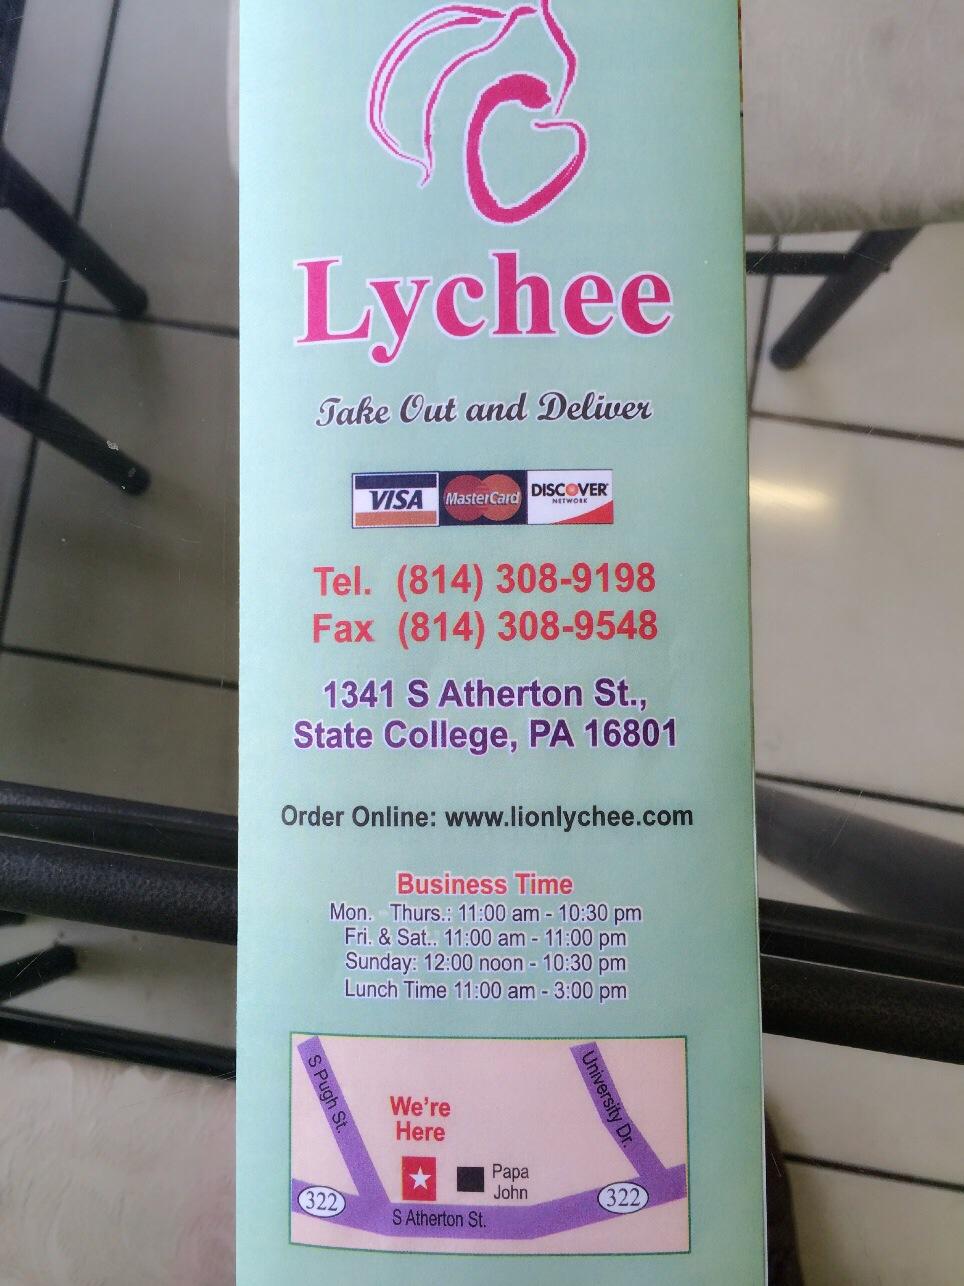 Lychee
Take Out and Deliver
VISA MasterCard DISCOVER
NETWORK
Tel. (814) 308-9198
Fax (814) 308-9548
1341 S Atherton St.,
State College, PA 16801
Order Online: www.lionlychee.com
Business Time
Mon. Thurs.: 11:00 am - 10:30 pm
Fri. & Sat.. 11:00 am - 11:00 pm
Sunday: 12:00 noon - 10:30 pm
Lunch Time 11:00 am - 3:00 pm
S Pugh St.
University Dr.
We're
Here
Papa
John
322
322
S Atherton St.